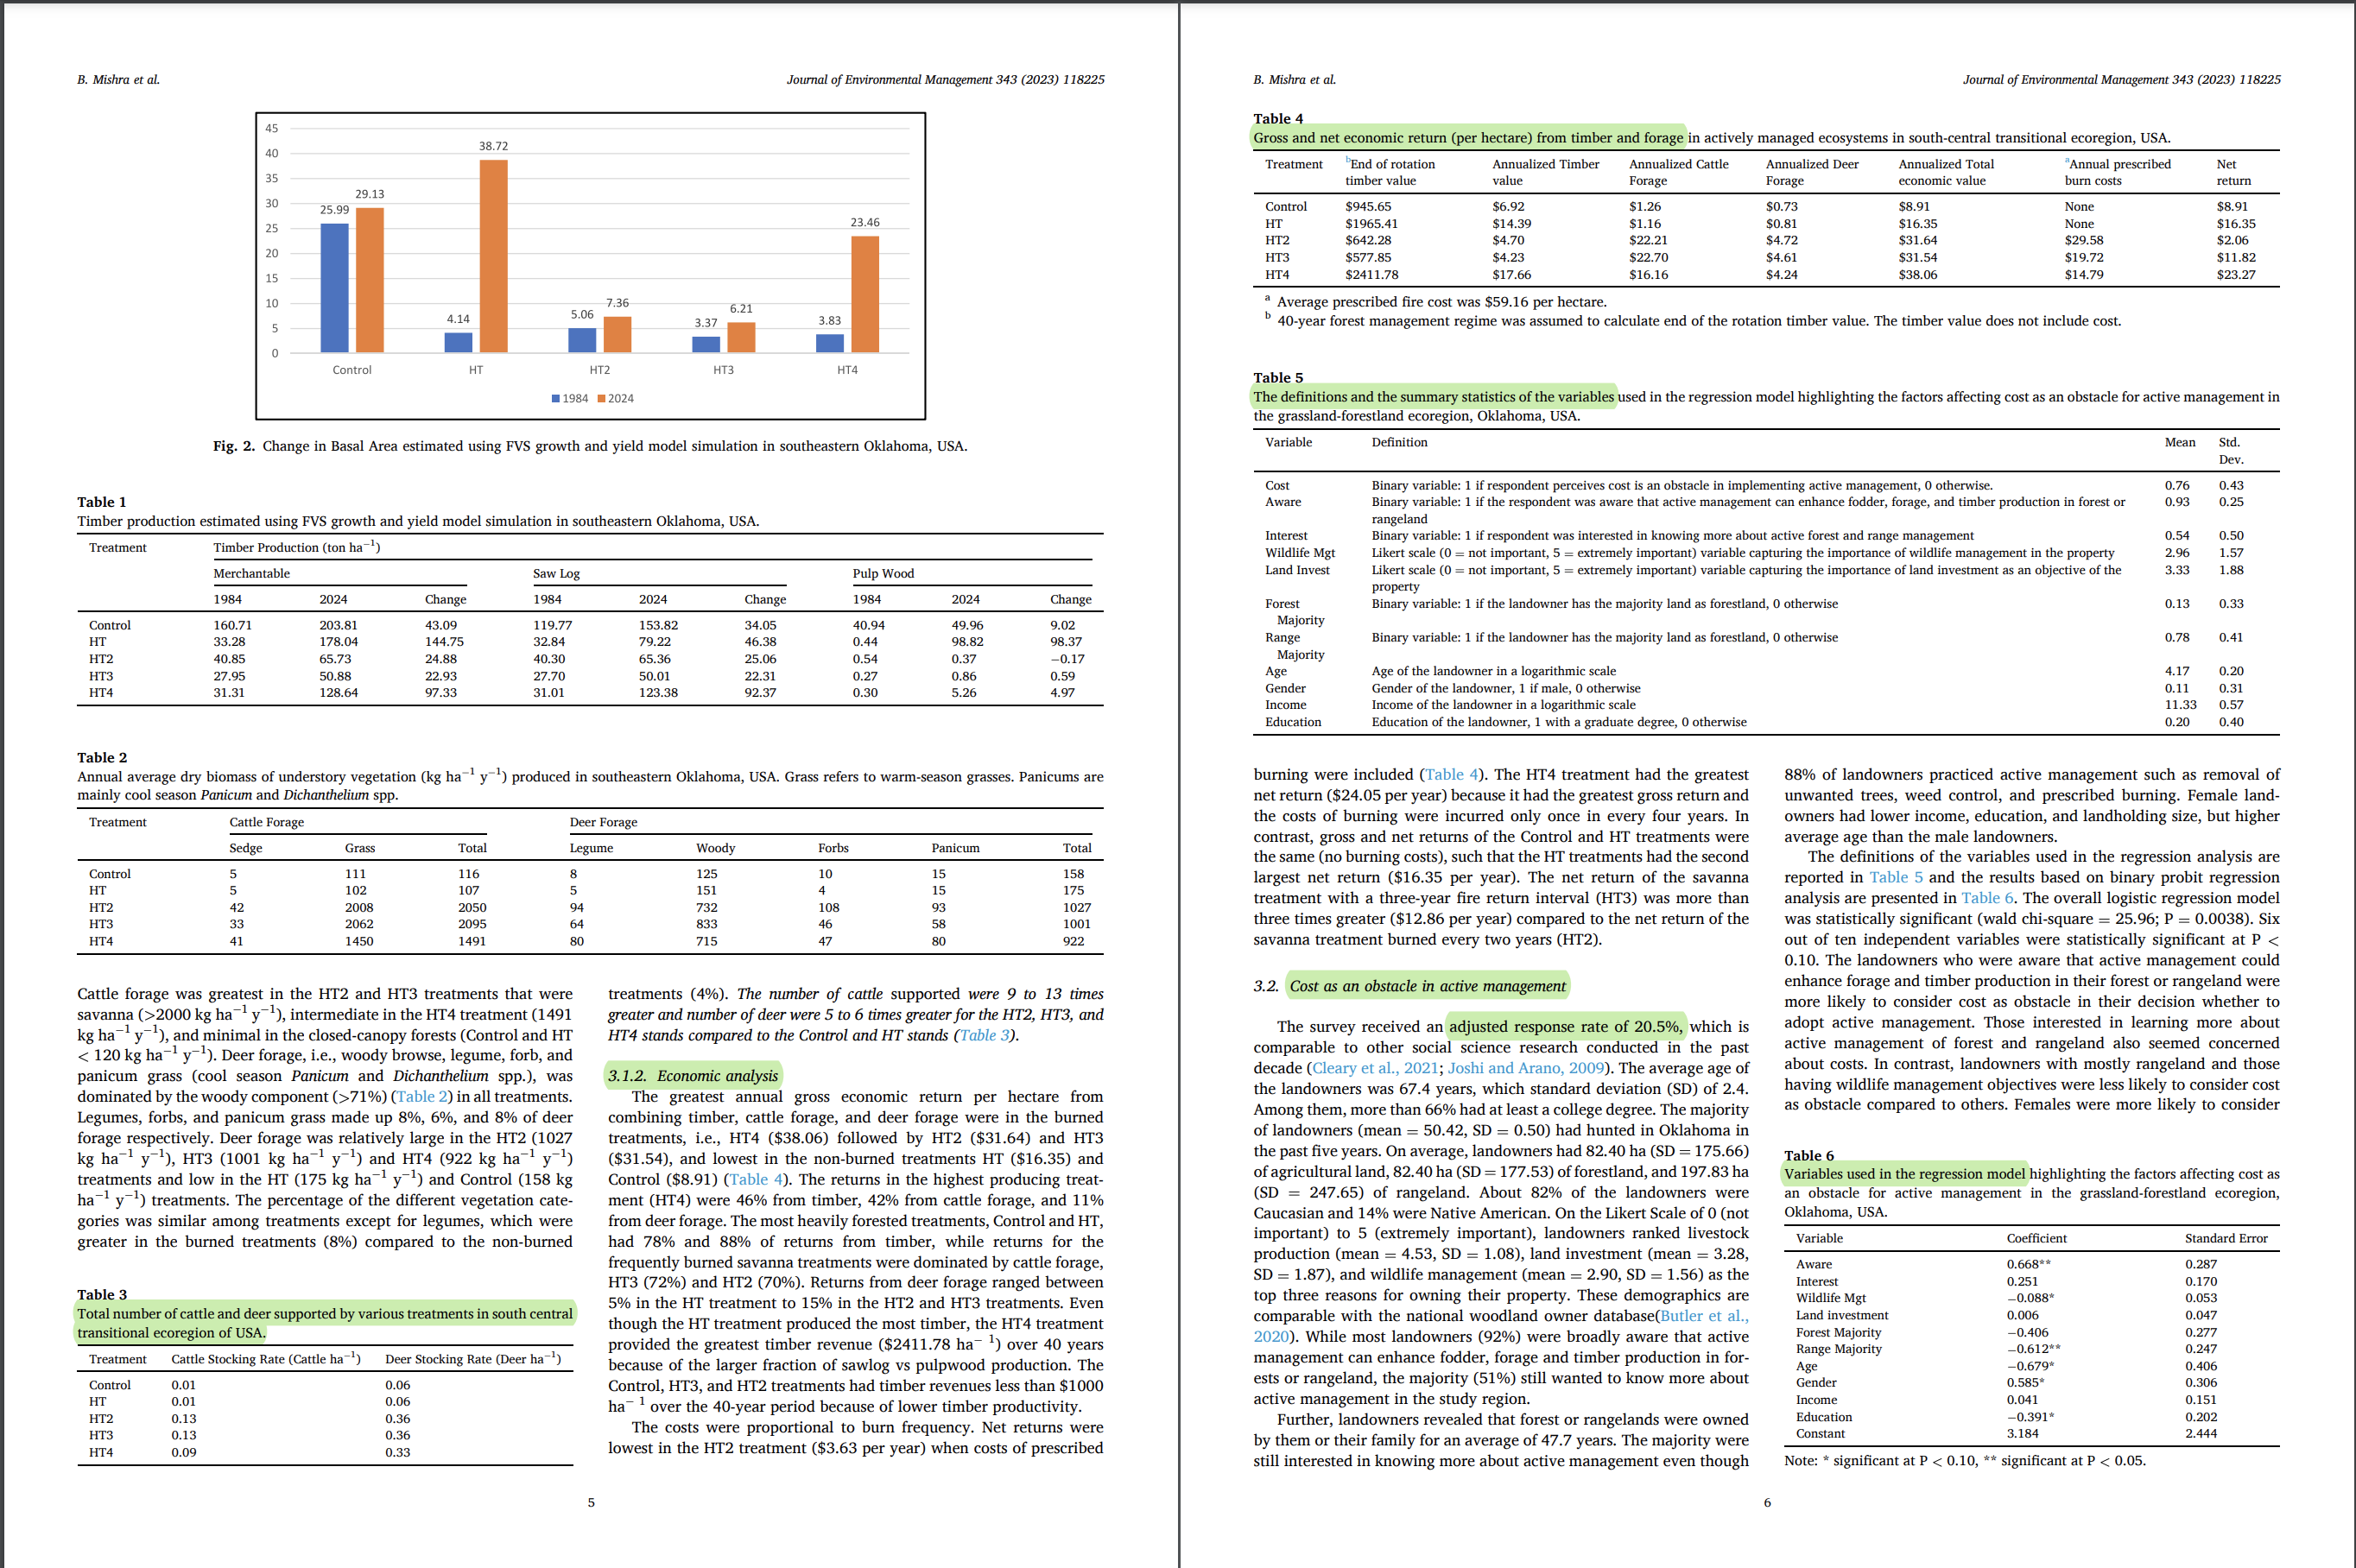 B. Mishra et al.
Journal of Environmental Management 343 (2023) 118225
45
40
35
30
25
20
15
10
5
0
25.99
29.13
4.14
38.72
5.06
7.36
3.37
6.21
3.83
23.46
Control
HT
HT2
HT3
HT4
1984
2024
Fig. 2. Change in Basal Area estimated using FVS growth and yield model simulation in southeastern Oklahoma, USA.
Table 1
Timber production estimated using FVS growth and yield model simulation in southeastern Oklahoma, USA.
Treatment Timber Production (ton ha⁻¹)
Merchantable Saw Log Pulp Wood
1984 2024 Change 1984 2024 Change 1984 2024 Change
Control 160.71 203.81 43.09 119.77 153.82 34.05 40.94 49.96 9.02
HT 33.28 178.04 144.75 32.84 79.22 46.38 0.44 98.82 98.37
HT2 40.85 65.73 24.88 40.30 65.36 25.06 0.54 0.37 −0.17
HT3 27.95 50.88 22.93 27.70 50.01 22.31 0.27 0.86 0.59
HT4 31.31 128.64 97.33 31.01 123.38 92.37 0.30 5.26 4.97
Table 2
Annual average dry biomass of understory vegetation (kg ha⁻¹ y⁻¹) produced in southeastern Oklahoma, USA. Grass refers to warm-season grasses. Panicums are
mainly cool season Panicum and Dichanthelium spp.
Treatment Cattle Forage Deer Forage
Sedge Grass Total Legume Woody Forbs Panicum Total
Control 5 111 116 8 125 10 15 158
HT 5 102 107 5 151 4 15 175
HT2 42 2008 2050 94 732 108 93 1027
HT3 33 2062 2095 64 833 46 58 1001
HT4 41 1450 1491 80 715 47 80 922
Cattle forage was greatest in the HT2 and HT3 treatments that were
savanna (>2000 kg ha⁻¹ y⁻¹), intermediate in the HT4 treatment (1491
kg ha⁻¹ y⁻¹), and minimal in the closed-canopy forests (Control and HT
< 120 kg ha⁻¹ y⁻¹). Deer forage, i.e., woody browse, legume, forb, and
panicum grass (cool season Panicum and Dichanthelium spp.), was
dominated by the woody component (>71%) (Table 2) in all treatments.
Legumes, forbs, and panicum grass made up 8%, 6%, and 8% of deer
forage respectively. Deer forage was relatively large in the HT2 (1027
kg ha⁻¹ y⁻¹), HT3 (1001 kg ha⁻¹ y⁻¹) and HT4 (922 kg ha⁻¹ y⁻¹)
treatments and low in the HT (175 kg ha⁻¹ y⁻¹) and Control (158 kg
ha⁻¹ y⁻¹) treatments. The percentage of the different vegetation cate-
gories was similar among treatments except for legumes, which were
greater in the burned treatments (8%) compared to the non-burned
Table 3
Total number of cattle and deer supported by various treatments in south central
transitional ecoregion of USA.
Treatment Cattle Stocking Rate (Cattle ha⁻¹) Deer Stocking Rate (Deer ha⁻¹)
Control 0.01 0.06
HT 0.01 0.06
HT2 0.13 0.36
HT3 0.13 0.36
HT4 0.09 0.33
treatments (4%). The number of cattle supported were 9 to 13 times
greater and number of deer were 5 to 6 times greater for the HT2, HT3, and
HT4 stands compared to the Control and HT stands (Table 3).
3.1.2. Economic analysis
The greatest annual gross economic return per hectare from
combining timber, cattle forage, and deer forage were in the burned
treatments, i.e., HT4 ($38.06) followed by HT2 ($31.64) and HT3
($31.54), and lowest in the non-burned treatments HT ($16.35) and
Control ($8.91) (Table 4). The returns in the highest producing treat-
ment (HT4) were 46% from timber, 42% from cattle forage, and 11%
from deer forage. The most heavily forested treatments, Control and HT,
had 78% and 88% of returns from timber, while returns for the
frequently burned savanna treatments were dominated by cattle forage,
HT3 (72%) and HT2 (70%). Returns from deer forage ranged between
5% in the HT treatment to 15% in the HT2 and HT3 treatments. Even
though the HT treatment produced the most timber, the HT4 treatment
provided the greatest timber revenue ($2411.78 ha⁻ ¹) over 40 years
because of the larger fraction of sawlog vs pulpwood production. The
Control, HT3, and HT2 treatments had timber revenues less than $1000
ha⁻ ¹ over the 40-year period because of lower timber productivity.
The costs were proportional to burn frequency. Net returns were
lowest in the HT2 treatment ($3.63 per year) when costs of prescribed
5
B. Mishra et al.
Journal of Environmental Management 343 (2023) 118225
Table 4
Gross and net economic return (per hectare) from timber and forage in actively managed ecosystems in south-central transitional ecoregion, USA.
Treatment ᵇEnd of rotation Annualized Timber Annualized Cattle Annualized Deer Annualized Total ᵃAnnual prescribed Net
timber value value Forage Forage economic value burn costs return
Control $945.65 $6.92 $1.26 $0.73 $8.91 None $8.91
HT $1965.41 $14.39 $1.16 $0.81 $16.35 None $16.35
HT2 $642.28 $4.70 $22.21 $4.72 $31.64 $29.58 $2.06
HT3 $577.85 $4.23 $22.70 $4.61 $31.54 $19.72 $11.82
HT4 $2411.78 $17.66 $16.16 $4.24 $38.06 $14.79 $23.27
ᵃ Average prescribed fire cost was $59.16 per hectare.
ᵇ 40-year forest management regime was assumed to calculate end of the rotation timber value. The timber value does not include cost.
Table 5
The definitions and the summary statistics of the variables used in the regression model highlighting the factors affecting cost as an obstacle for active management in
the grassland-forestland ecoregion, Oklahoma, USA.
Variable Definition Mean Std.
Dev.
Cost Binary variable: 1 if respondent perceives cost is an obstacle in implementing active management, 0 otherwise. 0.76 0.43
Aware Binary variable: 1 if the respondent was aware that active management can enhance fodder, forage, and timber production in forest or 0.93 0.25
rangeland
Interest Binary variable: 1 if respondent was interested in knowing more about active forest and range management 0.54 0.50
Wildlife Mgt Likert scale (0 = not important, 5 = extremely important) variable capturing the importance of wildlife management in the property 2.96 1.57
Land Invest Likert scale (0 = not important, 5 = extremely important) variable capturing the importance of land investment as an objective of the 3.33 1.88
property
Forest Binary variable: 1 if the landowner has the majority land as forestland, 0 otherwise 0.13 0.33
Majority
Range Binary variable: 1 if the landowner has the majority land as forestland, 0 otherwise 0.78 0.41
Majority
Age Age of the landowner in a logarithmic scale 4.17 0.20
Gender Gender of the landowner, 1 if male, 0 otherwise 0.11 0.31
Income Income of the landowner in a logarithmic scale 11.33 0.57
Education Education of the landowner, 1 with a graduate degree, 0 otherwise 0.20 0.40
burning were included (Table 4). The HT4 treatment had the greatest
net return ($24.05 per year) because it had the greatest gross return and
the costs of burning were incurred only once in every four years. In
contrast, gross and net returns of the Control and HT treatments were
the same (no burning costs), such that the HT treatments had the second
largest net return ($16.35 per year). The net return of the savanna
treatment with a three-year fire return interval (HT3) was more than
three times greater ($12.86 per year) compared to the net return of the
savanna treatment burned every two years (HT2).
3.2. Cost as an obstacle in active management
The survey received an adjusted response rate of 20.5%, which is
comparable to other social science research conducted in the past
decade (Cleary et al., 2021; Joshi and Arano, 2009). The average age of
the landowners was 67.4 years, which standard deviation (SD) of 2.4.
Among them, more than 66% had at least a college degree. The majority
of landowners (mean = 50.42, SD = 0.50) had hunted in Oklahoma in
the past five years. On average, landowners had 82.40 ha (SD = 175.66)
of agricultural land, 82.40 ha (SD = 177.53) of forestland, and 197.83 ha
(SD = 247.65) of rangeland. About 82% of the landowners were
Caucasian and 14% were Native American. On the Likert Scale of 0 (not
important) to 5 (extremely important), landowners ranked livestock
production (mean = 4.53, SD = 1.08), land investment (mean = 3.28,
SD = 1.87), and wildlife management (mean = 2.90, SD = 1.56) as the
top three reasons for owning their property. These demographics are
comparable with the national woodland owner database(Butler et al.,
2020). While most landowners (92%) were broadly aware that active
management can enhance fodder, forage and timber production in for-
ests or rangeland, the majority (51%) still wanted to know more about
active management in the study region.
Further, landowners revealed that forest or rangelands were owned
by them or their family for an average of 47.7 years. The majority were
still interested in knowing more about active management even though
88% of landowners practiced active management such as removal of
unwanted trees, weed control, and prescribed burning. Female land-
owners had lower income, education, and landholding size, but higher
average age than the male landowners.
The definitions of the variables used in the regression analysis are
reported in Table 5 and the results based on binary probit regression
analysis are presented in Table 6. The overall logistic regression model
was statistically significant (wald chi-square = 25.96; P = 0.0038). Six
out of ten independent variables were statistically significant at P <
0.10. The landowners who were aware that active management could
enhance forage and timber production in their forest or rangeland were
more likely to consider cost as obstacle in their decision whether to
adopt active management. Those interested in learning more about
active management of forest and rangeland also seemed concerned
about costs. In contrast, landowners with mostly rangeland and those
having wildlife management objectives were less likely to consider cost
as obstacle compared to others. Females were more likely to consider
Table 6
Variables used in the regression model highlighting the factors affecting cost as
an obstacle for active management in the grassland-forestland ecoregion,
Oklahoma, USA.
Variable Coefficient Standard Error
Aware 0.668** 0.287
Interest 0.251 0.170
Wildlife Mgt −0.088* 0.053
Land investment 0.006 0.047
Forest Majority −0.406 0.277
Range Majority −0.612** 0.247
Age −0.679* 0.406
Gender 0.585* 0.306
Income 0.041 0.151
Education −0.391* 0.202
Constant 3.184 2.444
Note: * significant at P < 0.10, ** significant at P < 0.05.
6